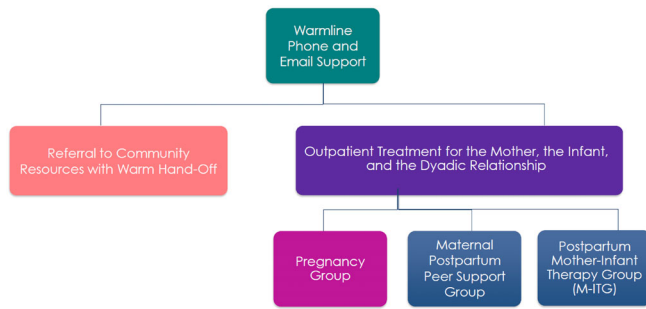 Warmline
Phone and
Email Support
Referral to Community
Resources with Warm Hand-Off
Outpatient Treatment for the Mother, the Infant,
and the Dyadic Relationship
Pregnancy
Group
Maternal
Postpartum
Peer Support
Group
Postpartum
Mother-Infant
Therapy Group
(M-ITG)